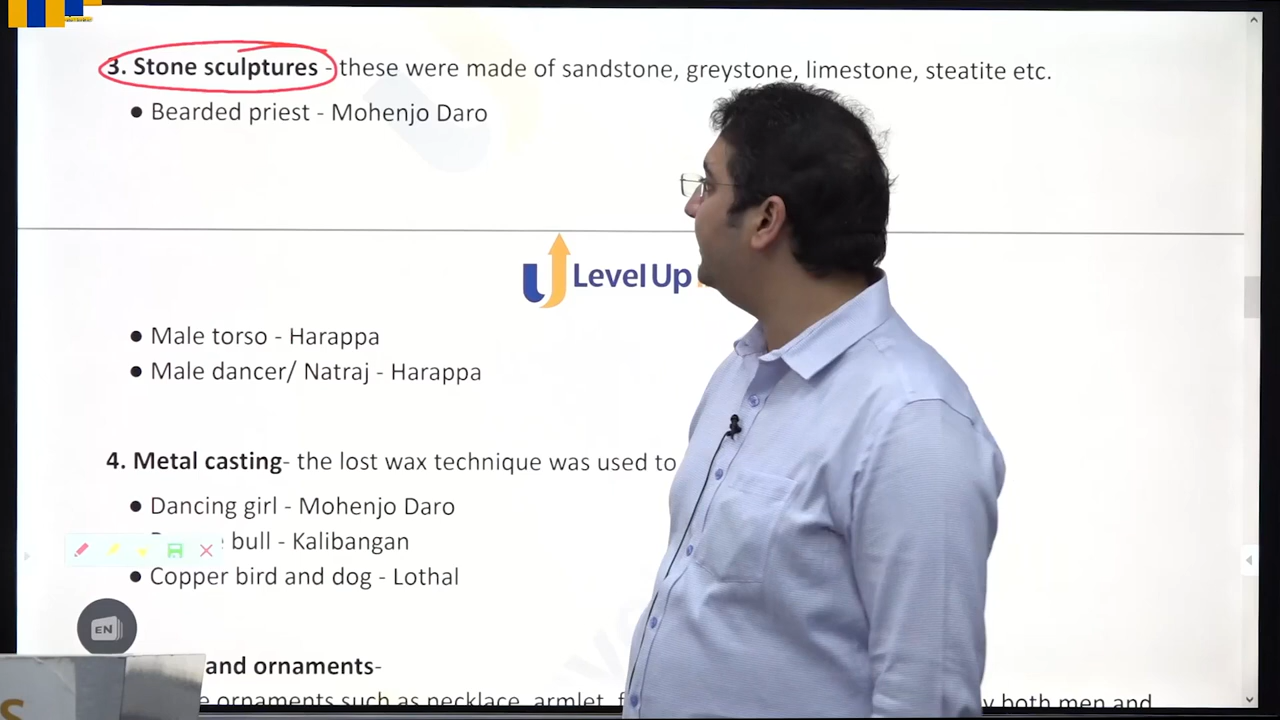 3. Stone sculptures - these were made of sandstone, greystone, limestone, steatite etc.
● Bearded priest - Mohenjo Daro
Level Up
● Male torso - Harappa
● Male dancer/ Natraj - Harappa
4. Metal casting- the lost wax technique was used to
● Dancing girl - Mohenjo Daro
bull - Kalibangan
● Copper bird and dog - Lothal
EN
and ornaments-
ornaments such as necklace, armlet, by both men and
S